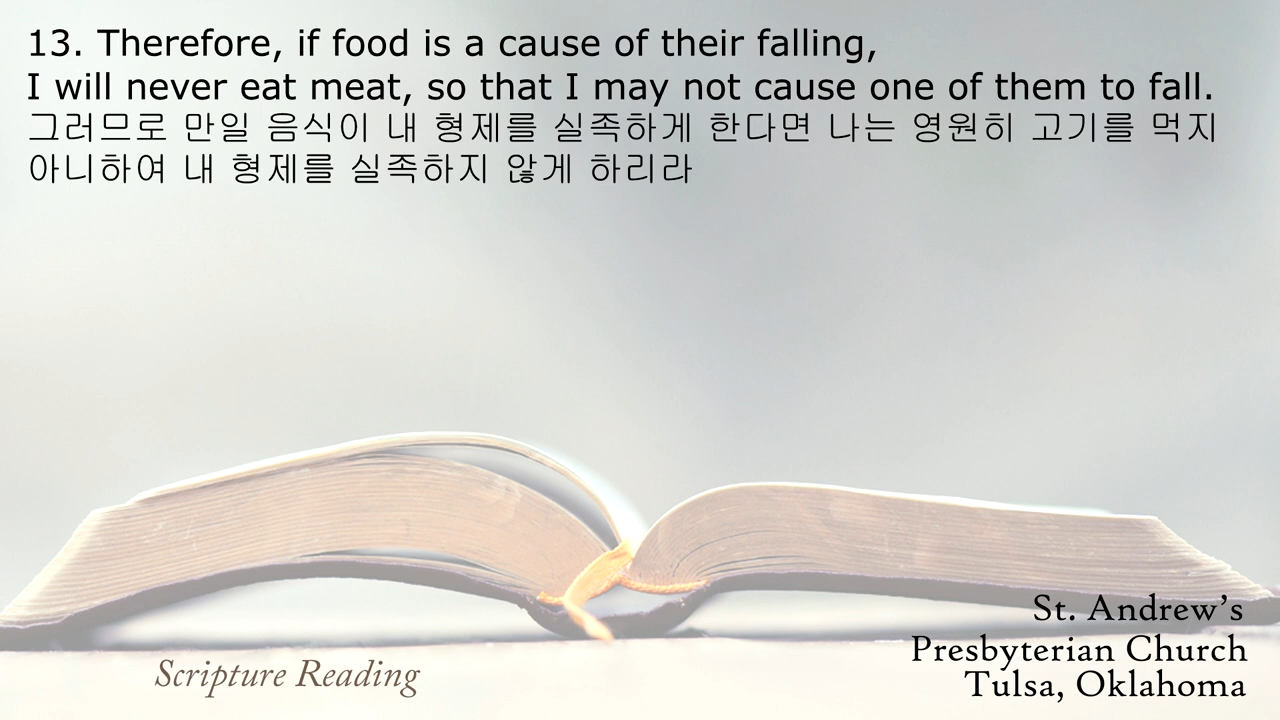 13. Therefore, if food is a cause of their falling,
I will never eat meat, so that I may not cause one of them to fall.
그러므로 만일 음식이 내 형제를 실족하게 한다면 나는 영원히 고기를 먹지
아니하여 내 형제를 실족하지 않게 하리라
Scripture Reading
St. Andrew’s
Presbyterian Church
Tulsa, Oklahoma